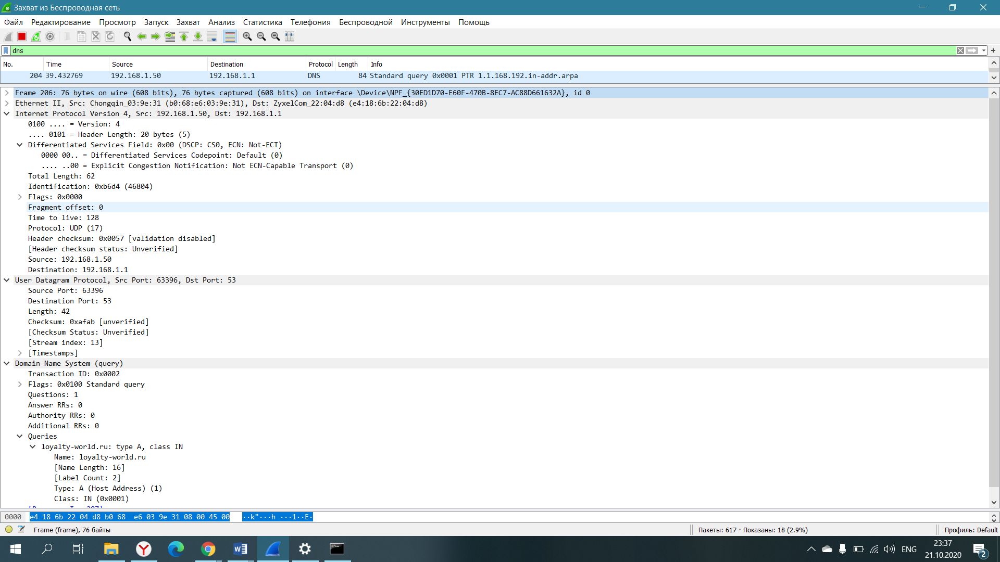 Захват из Беспроводная сеть
Файл Редактирование Просмотр Запуск Захват Анализ Статистика Телефония Беспроводной Инструменты Помощь
dns
No. Time Source Destination Protocol Length Info
204 39.432769 192.168.1.50 192.168.1.1 DNS 84 Standard query 0x0001 PTR 1.1.168.192.in-addr.arpa
Frame 206: 76 bytes on wire (608 bits), 76 bytes captured (608 bits) on interface \Device\NPF_{30ED1D70-E60F-470B-8EC7-AC88D661632A}, id 0
Ethernet II, Src: Chongqin_03:9e:31 (b0:68:e6:03:9e:31), Dst: ZyxelCom_22:04:d8 (e4:18:6b:22:04:d8)
Internet Protocol Version 4, Src: 192.168.1.50, Dst: 192.168.1.1
0100 .... = Version: 4
.... 0101 = Header Length: 20 bytes (5)
Differentiated Services Field: 0x00 (DSCP: CS0, ECN: Not-ECT)
0000 00.. = Differentiated Services Codepoint: Default (0)
.... ..00 = Explicit Congestion Notification: Not ECN-Capable Transport (0)
Total Length: 62
Identification: 0xb6d4 (46804)
Flags: 0x0000
Fragment offset: 0
Time to live: 128
Protocol: UDP (17)
Header checksum: 0x0057 [validation disabled]
[Header checksum status: Unverified]
Source: 192.168.1.50
Destination: 192.168.1.1
User Datagram Protocol, Src Port: 63396, Dst Port: 53
Source Port: 63396
Destination Port: 53
Length: 42
Checksum: 0xafab [unverified]
[Checksum Status: Unverified]
[Stream index: 13]
[Timestamps]
Domain Name System (query)
Transaction ID: 0x0002
Flags: 0x0100 Standard query
Questions: 1
Answer RRs: 0
Authority RRs: 0
Additional RRs: 0
Queries
loyalty-world.ru: type A, class IN
Name: loyalty-world.ru
[Name Length: 16]
[Label Count: 2]
Type: A (Host Address) (1)
Class: IN (0x0001)
0000 e4 18 6b 22 04 d8 b0 68 e6 03 9e 31 08 00 45 00 ··k"···h ···1··E·
Frame (frame), 76 байты Пакеты: 617 · Показаны: 18 (2.9%) Профиль: Default
ENG
23:37
21.10.2020
2